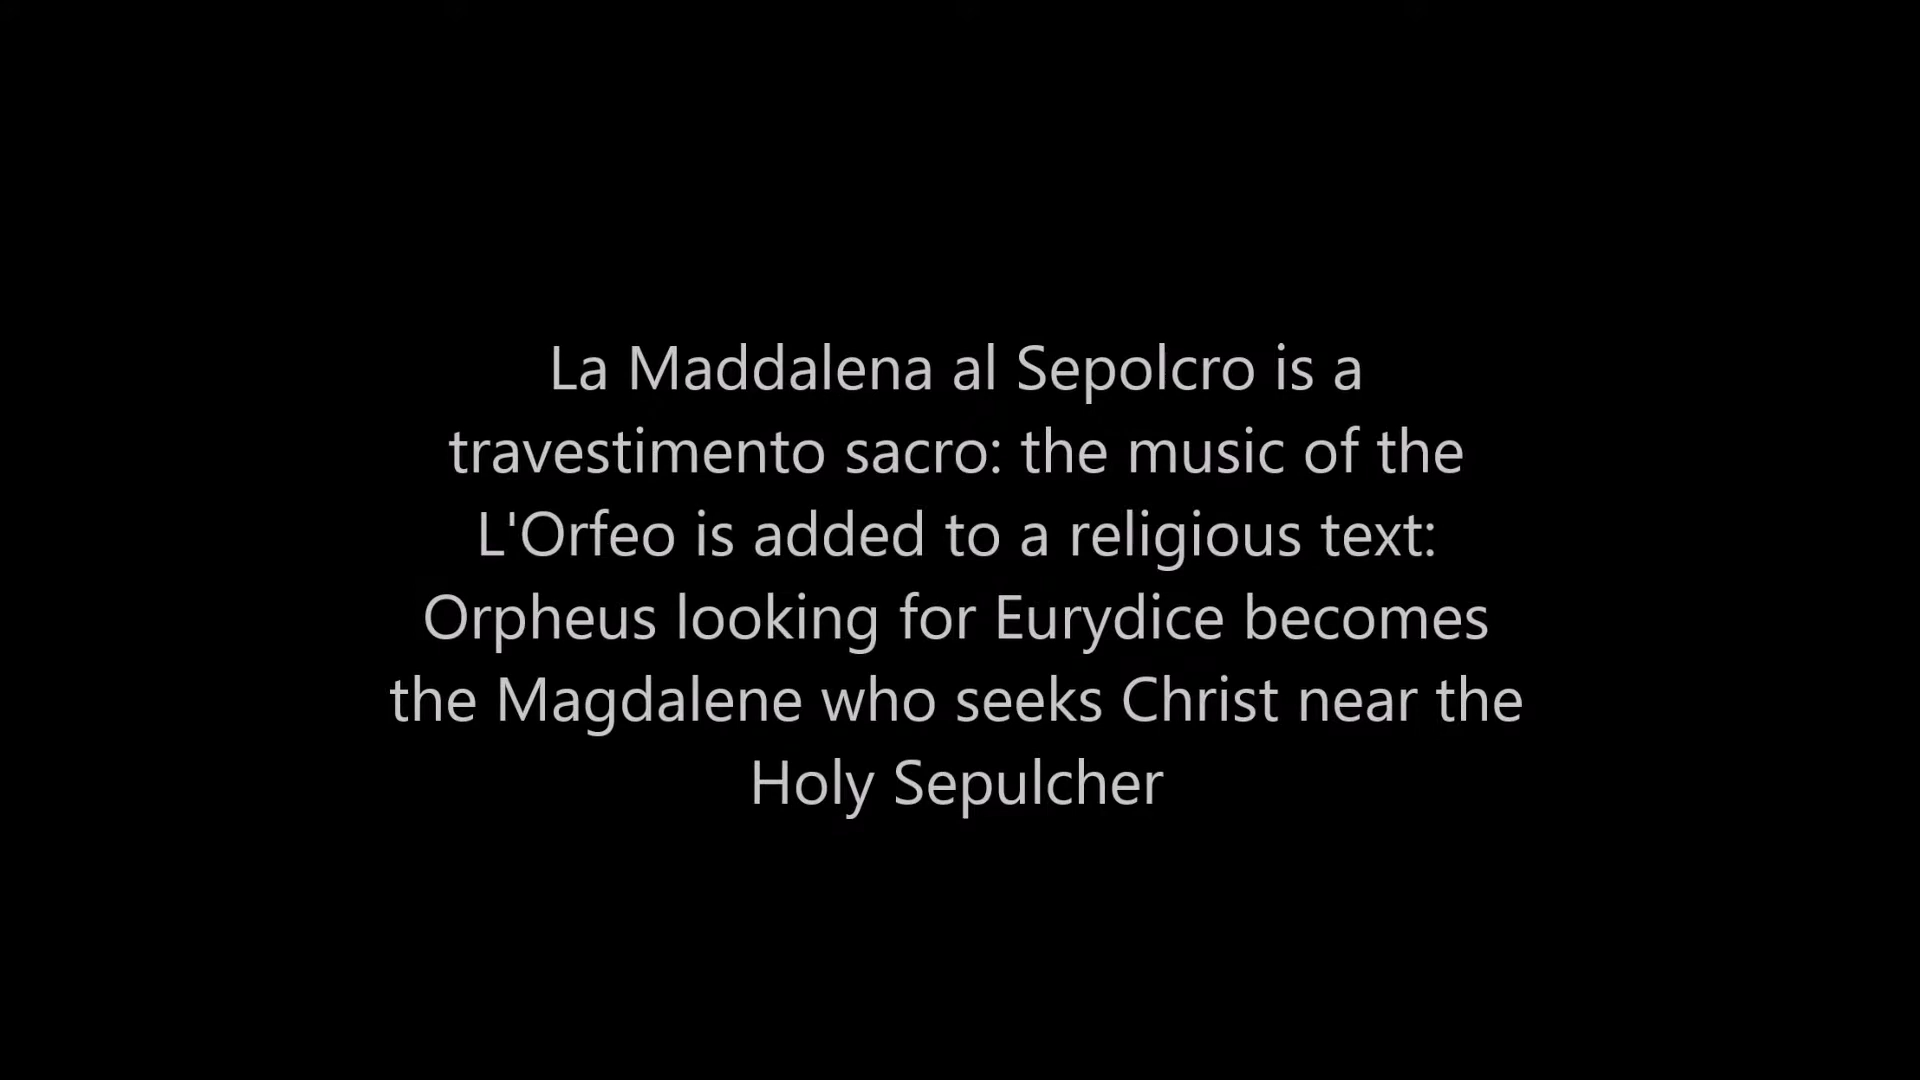 La Maddalena al Sepolcro is a
travestimento sacro: the music of the
L'Orfeo is added to a religious text:
Orpheus looking for Eurydice becomes
the Magdalene who seeks Christ near the
Holy Sepulcher